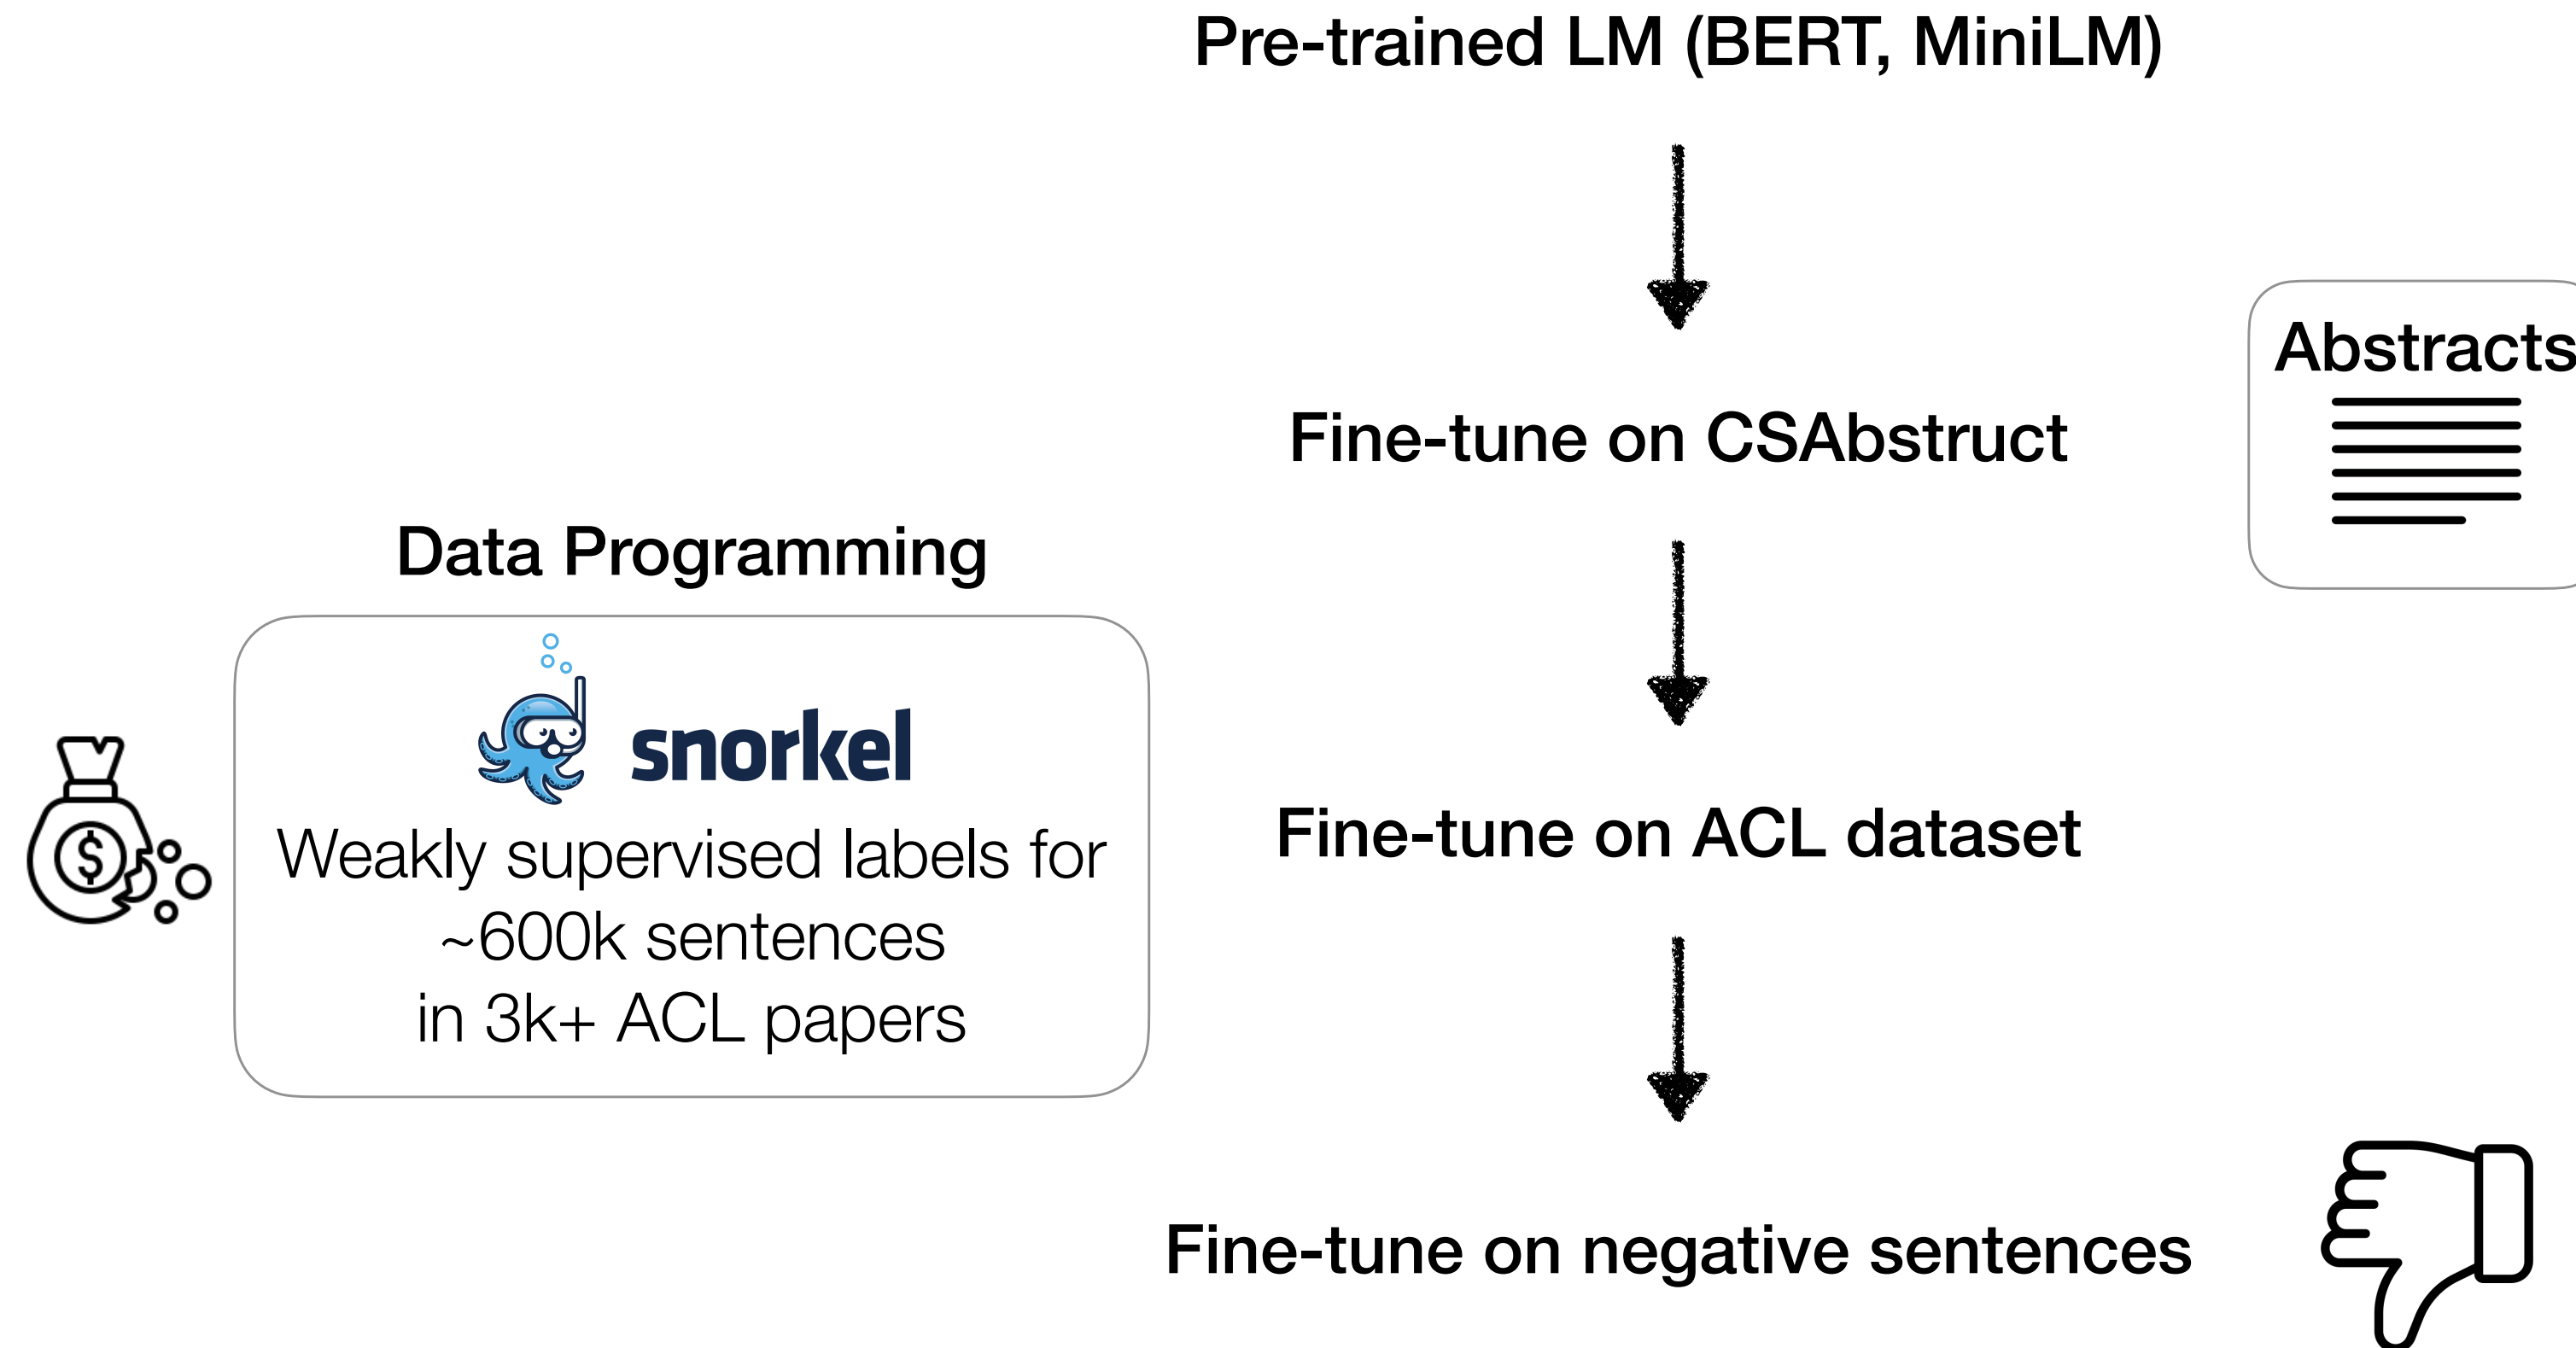 Pre-trained LM (BERT, MiniLM)
Abstracts
Fine-tune on CSAbstruct
Data Programming
snorkel
Weakly supervised labels for
~600k sentences
in 3k+ ACL papers
$
Fine-tune on ACL dataset
Fine-tune on negative sentences